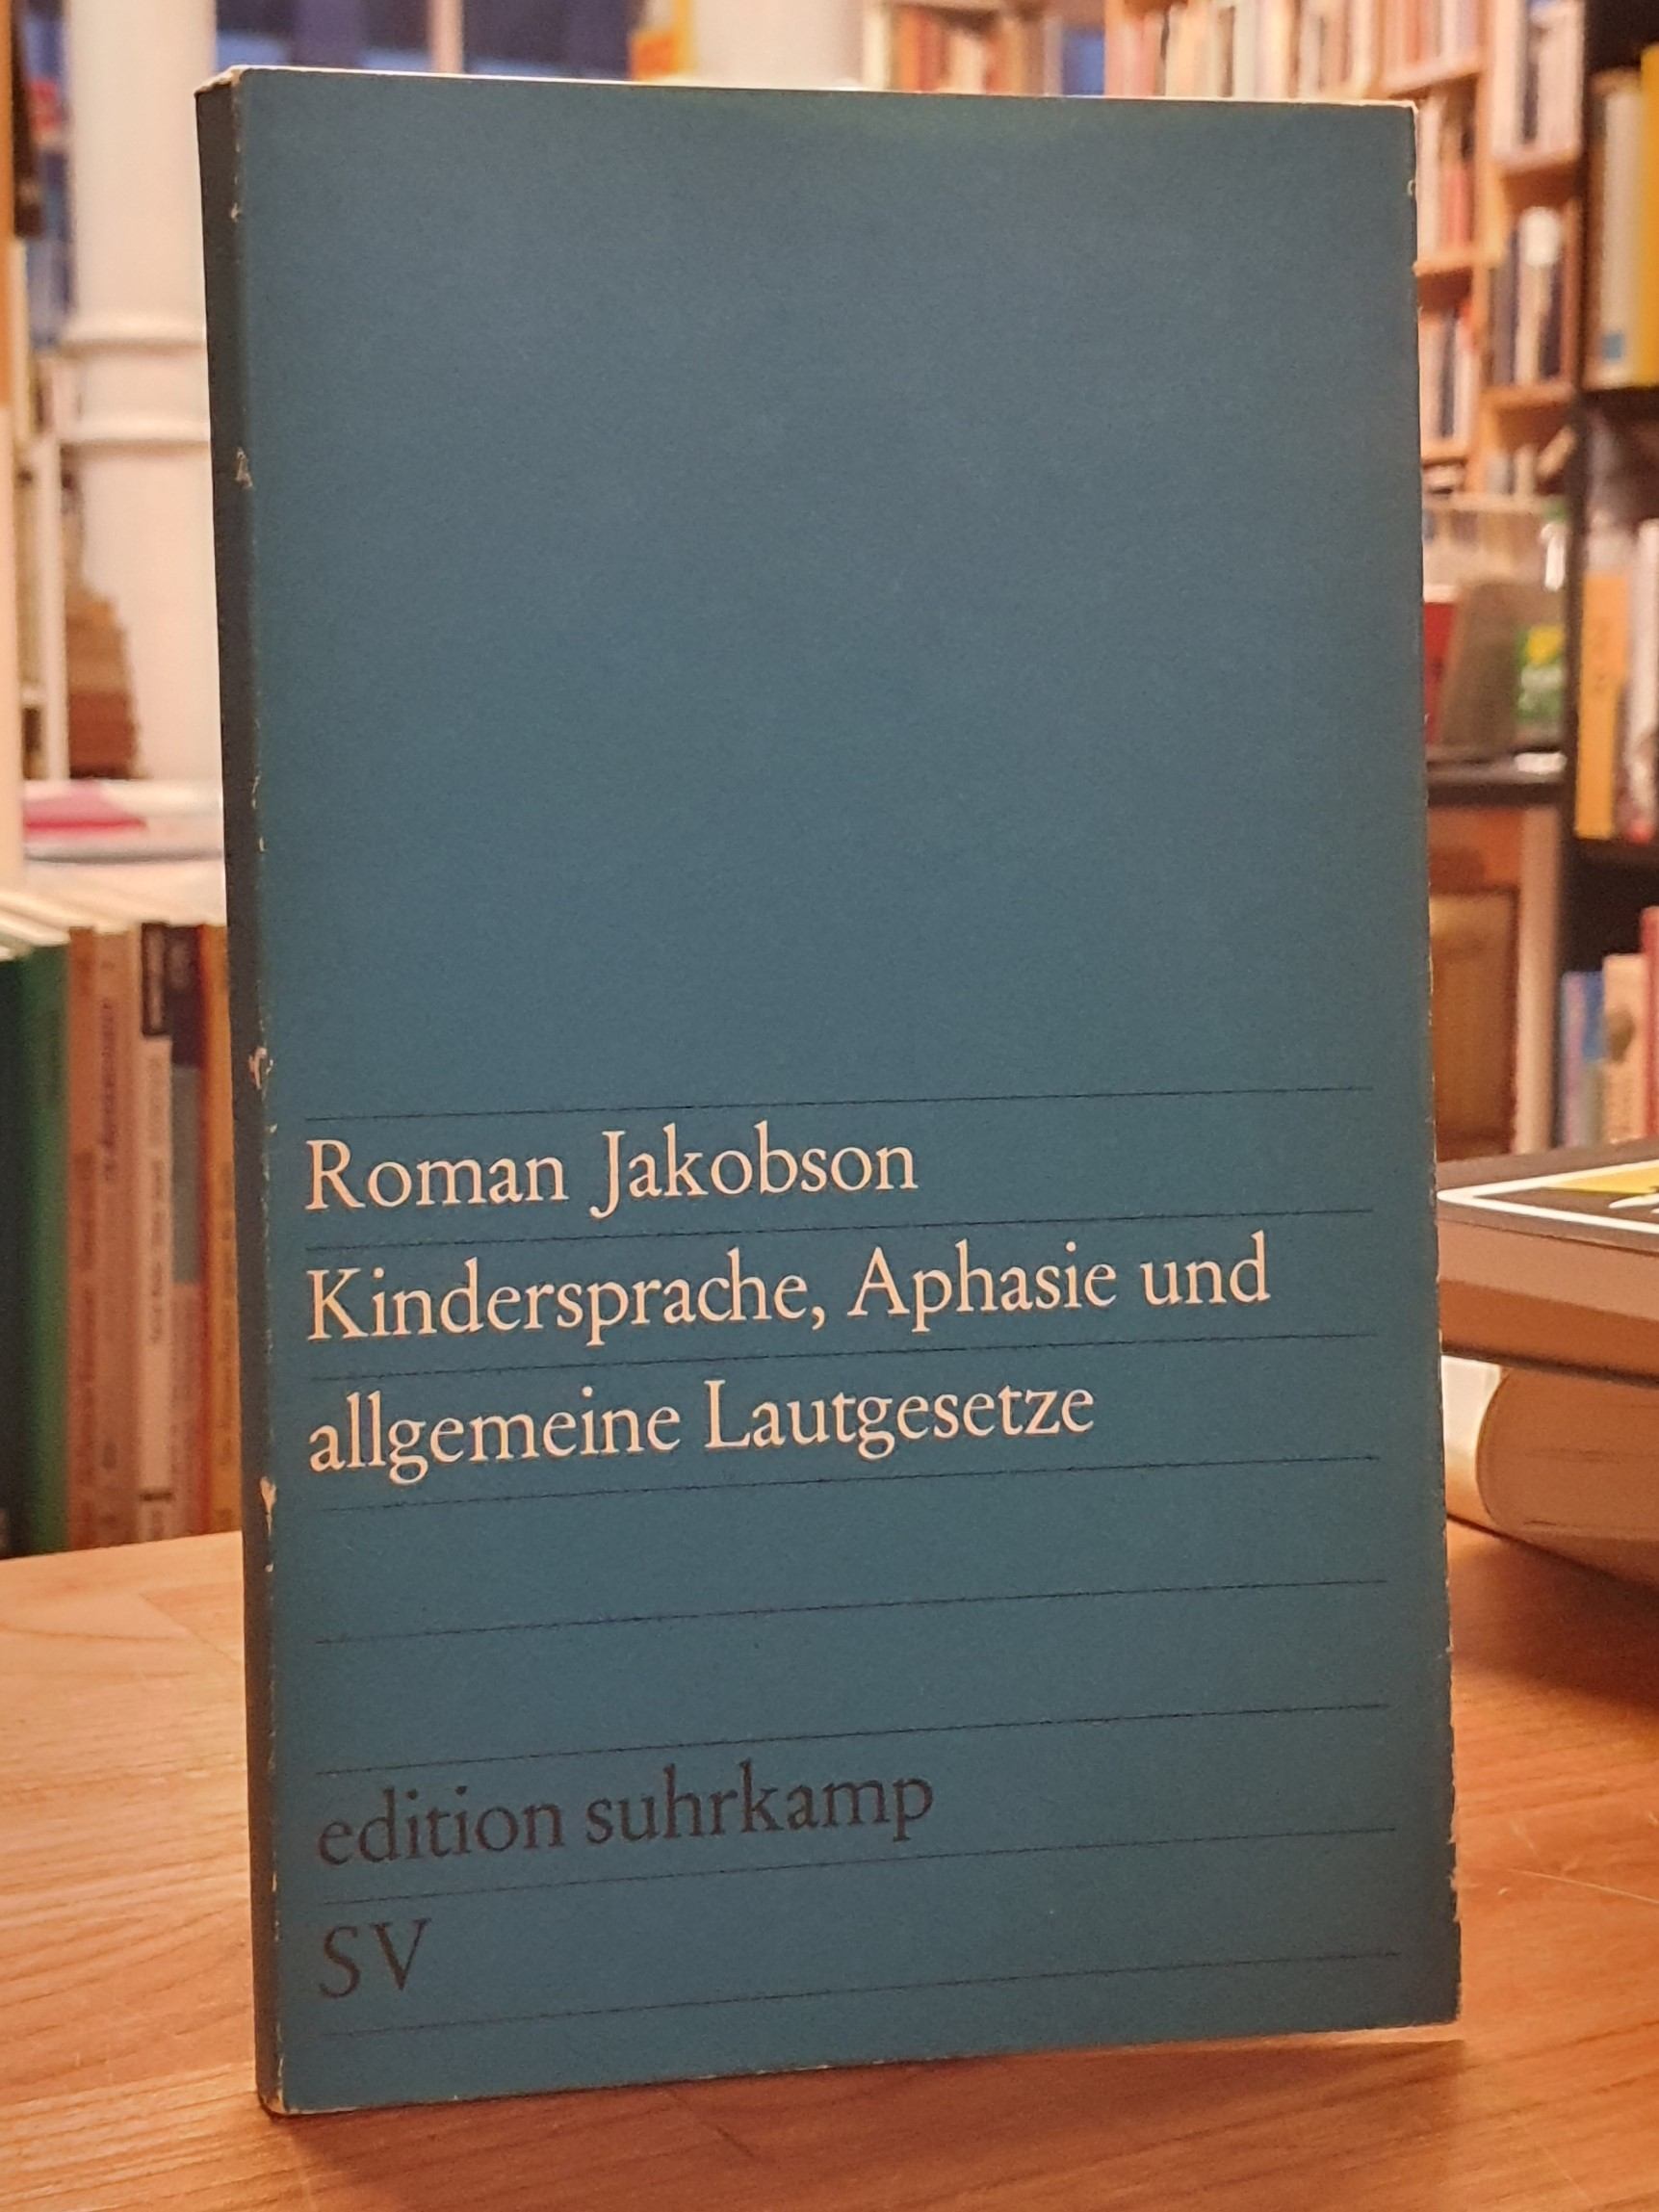 Roman Jakobson
Kindersprache, Aphasie und
allgemeine Lautgesetze
edition suhrkamp
SV